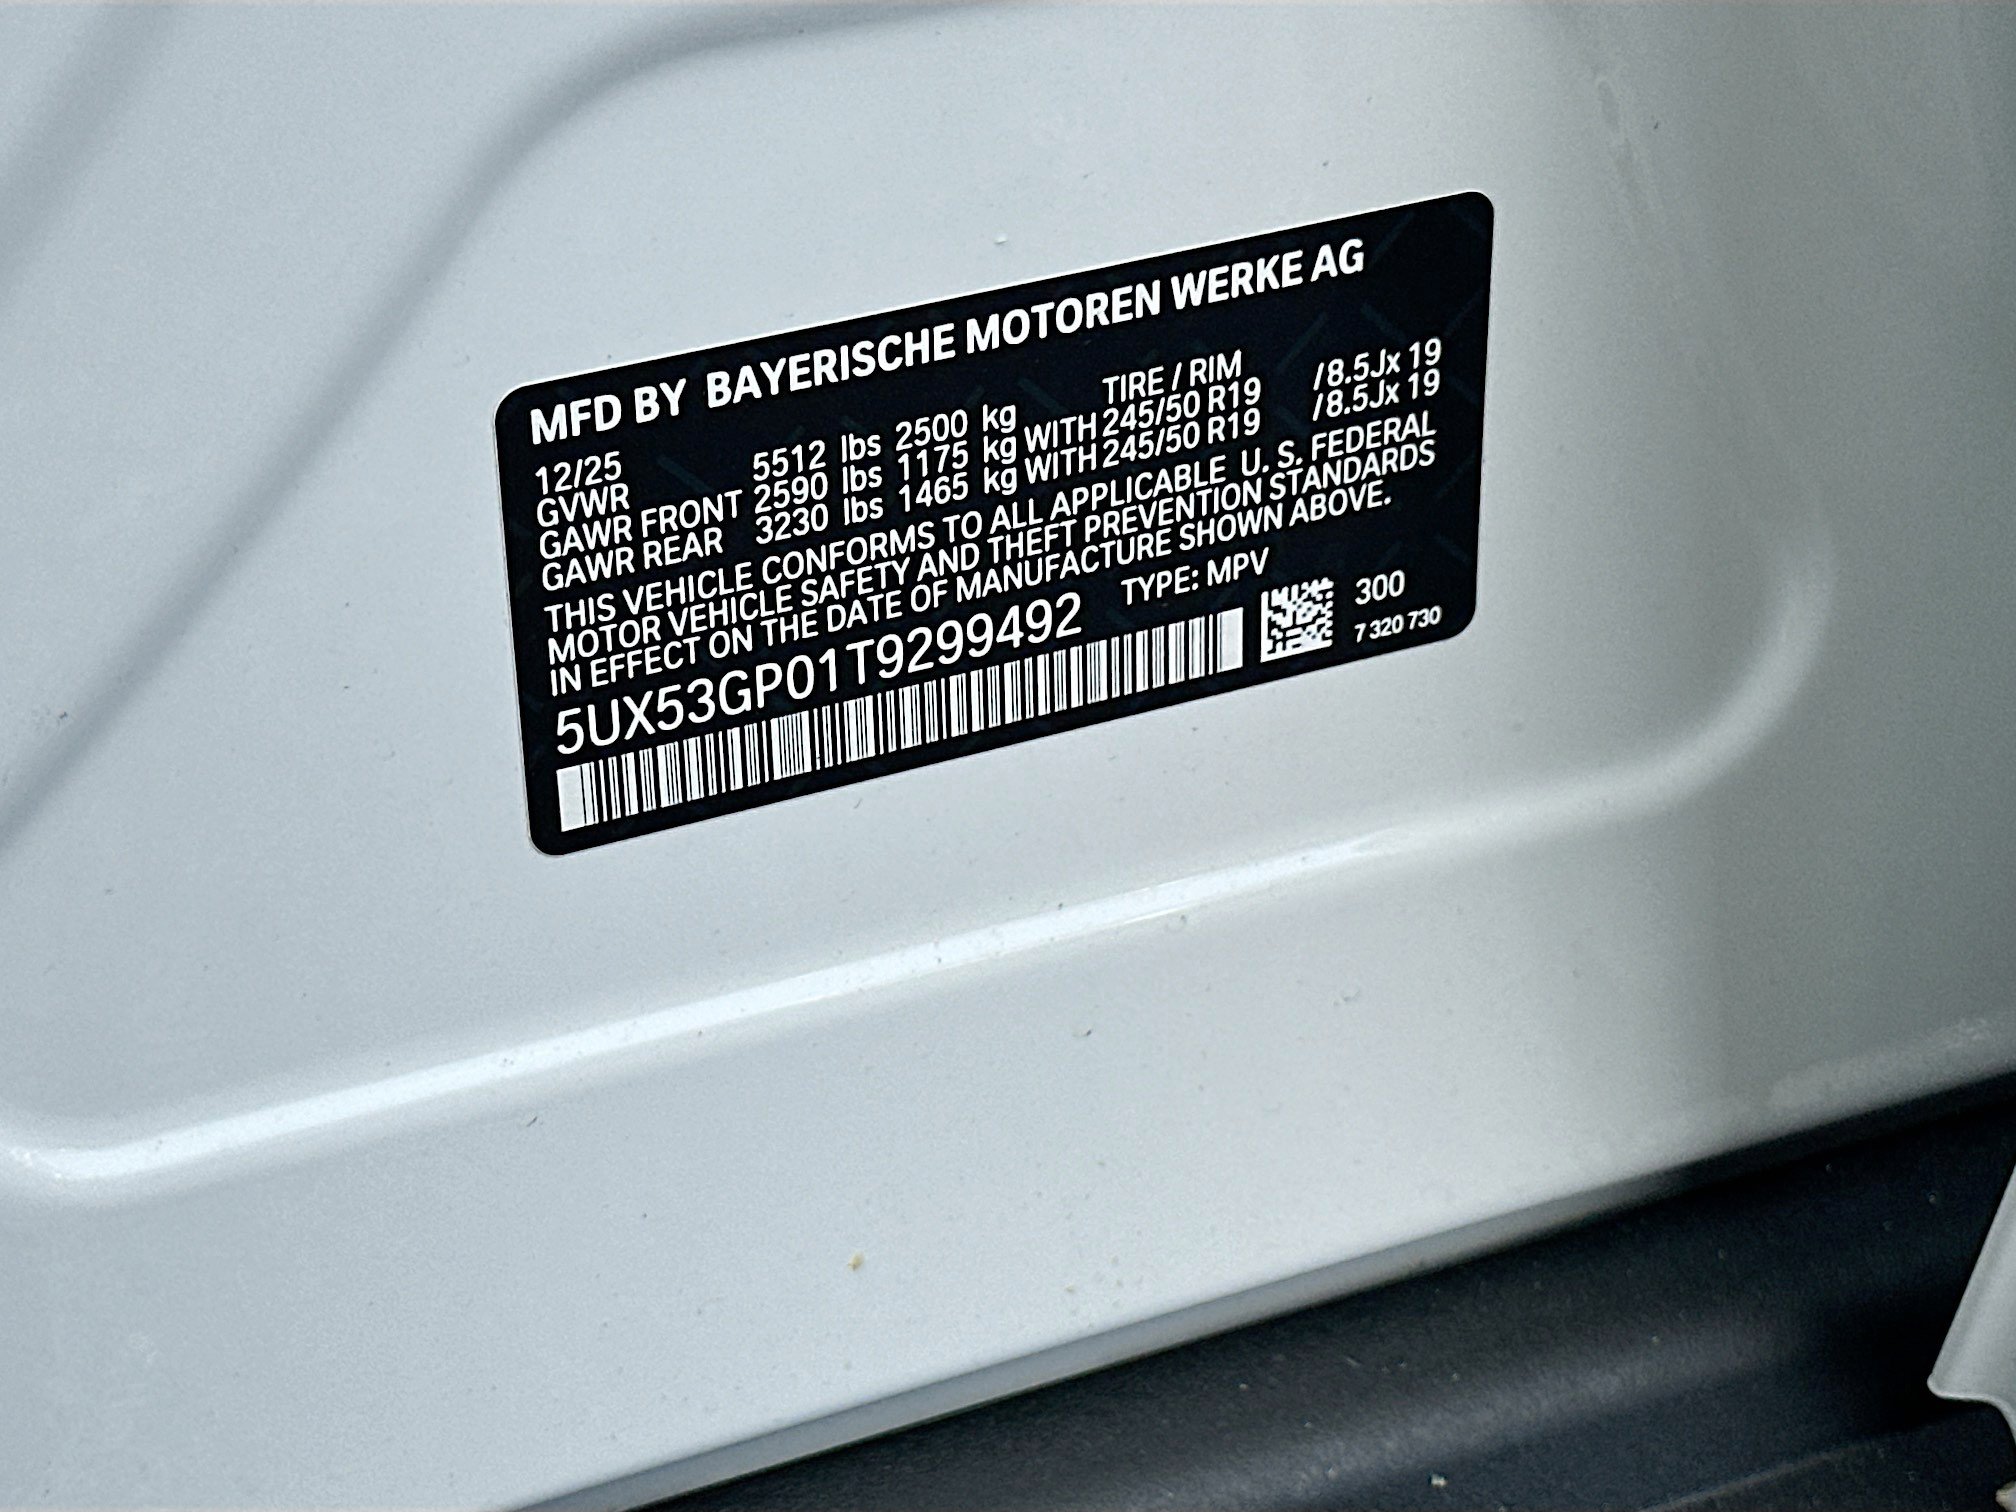 MFD BY BAYERISCHE MOTOREN WERKE AG
12/25 TIRE / RIM
GVWR 5512 lbs 2500 kg
GAWR FRONT 2590 lbs 1175 kg WITH 245/50 R19 /8.5Jx 19
GAWR REAR 3230 lbs 1465 kg WITH 245/50 R19 /8.5Jx 19
THIS VEHICLE CONFORMS TO ALL APPLICABLE U. S. FEDERAL
MOTOR VEHICLE SAFETY AND THEFT PREVENTION STANDARDS
IN EFFECT ON THE DATE OF MANUFACTURE SHOWN ABOVE.
5UX53GP01T9299492 TYPE: MPV
300
7 320 730